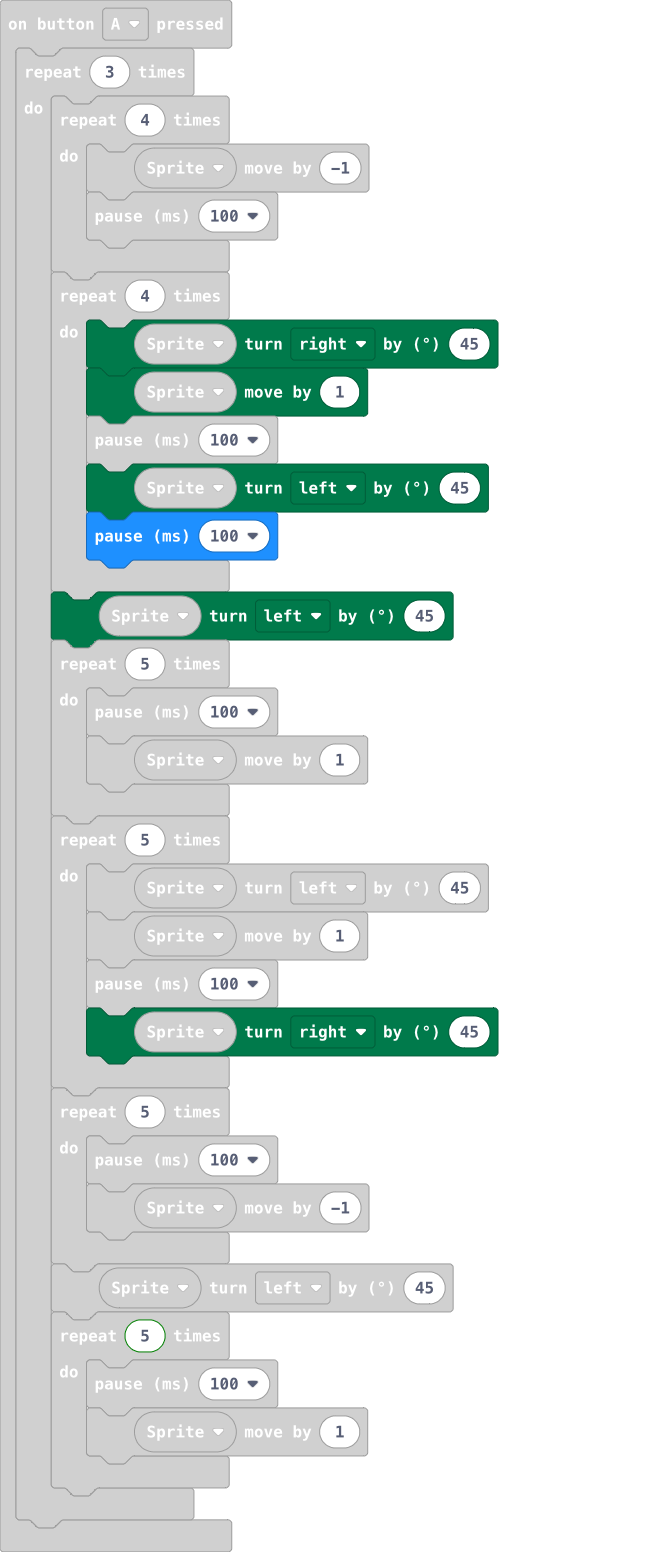 on button A pressed
repeat 3 times
do
repeat 4 times
do
Sprite move by −1
pause (ms) 100
repeat 4 times
do
Sprite turn right by (°) 45
Sprite move by 1
pause (ms) 100
Sprite turn left by (°) 45
pause (ms) 100
Sprite turn left by (°) 45
repeat 5 times
do
pause (ms) 100
Sprite move by 1
repeat 5 times
do
Sprite turn left by (°) 45
Sprite move by 1
pause (ms) 100
Sprite turn right by (°) 45
repeat 5 times
do
pause (ms) 100
Sprite move by −1
Sprite turn left by (°) 45
repeat 5 times
do
pause (ms) 100
Sprite move by 1